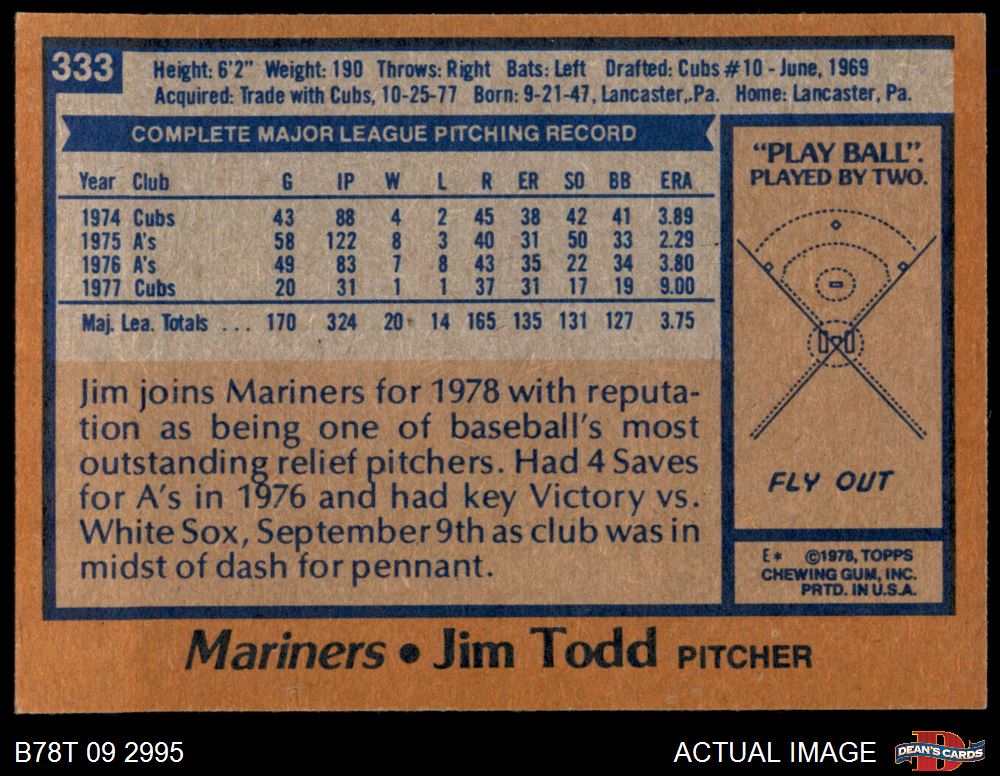 333
Height: 6'2" Weight: 190 Throws: Right Bats: Left Drafted: Cubs #10 - June, 1969
Acquired: Trade with Cubs, 10-25-77 Born: 9-21-47, Lancaster, Pa. Home: Lancaster, Pa.
COMPLETE MAJOR LEAGUE PITCHING RECORD
Year Club G IP W L R ER SO BB ERA
1974 Cubs 43 88 4 2 45 38 42 41 3.89
1975 A's 58 122 8 3 40 31 50 33 2.29
1976 A's 49 83 7 8 43 35 22 34 3.80
1977 Cubs 20 31 1 1 37 31 17 19 9.00
Maj. Lea. Totals ... 170 324 20 14 165 135 131 127 3.75
Jim joins Mariners for 1978 with reputa-
tion as being one of baseball's most
outstanding relief pitchers. Had 4 Saves
for A's in 1976 and had key Victory vs.
White Sox, September 9th as club was in
midst of dash for pennant.
"PLAY BALL".
PLAYED BY TWO.
FLY OUT
E* ©1978, TOPPS
CHEWING GUM, INC.
PRTD. IN U.S.A.
Mariners • Jim Todd PITCHER
B78T 09 2995
ACTUAL IMAGE
D
DEAN'S CARDS